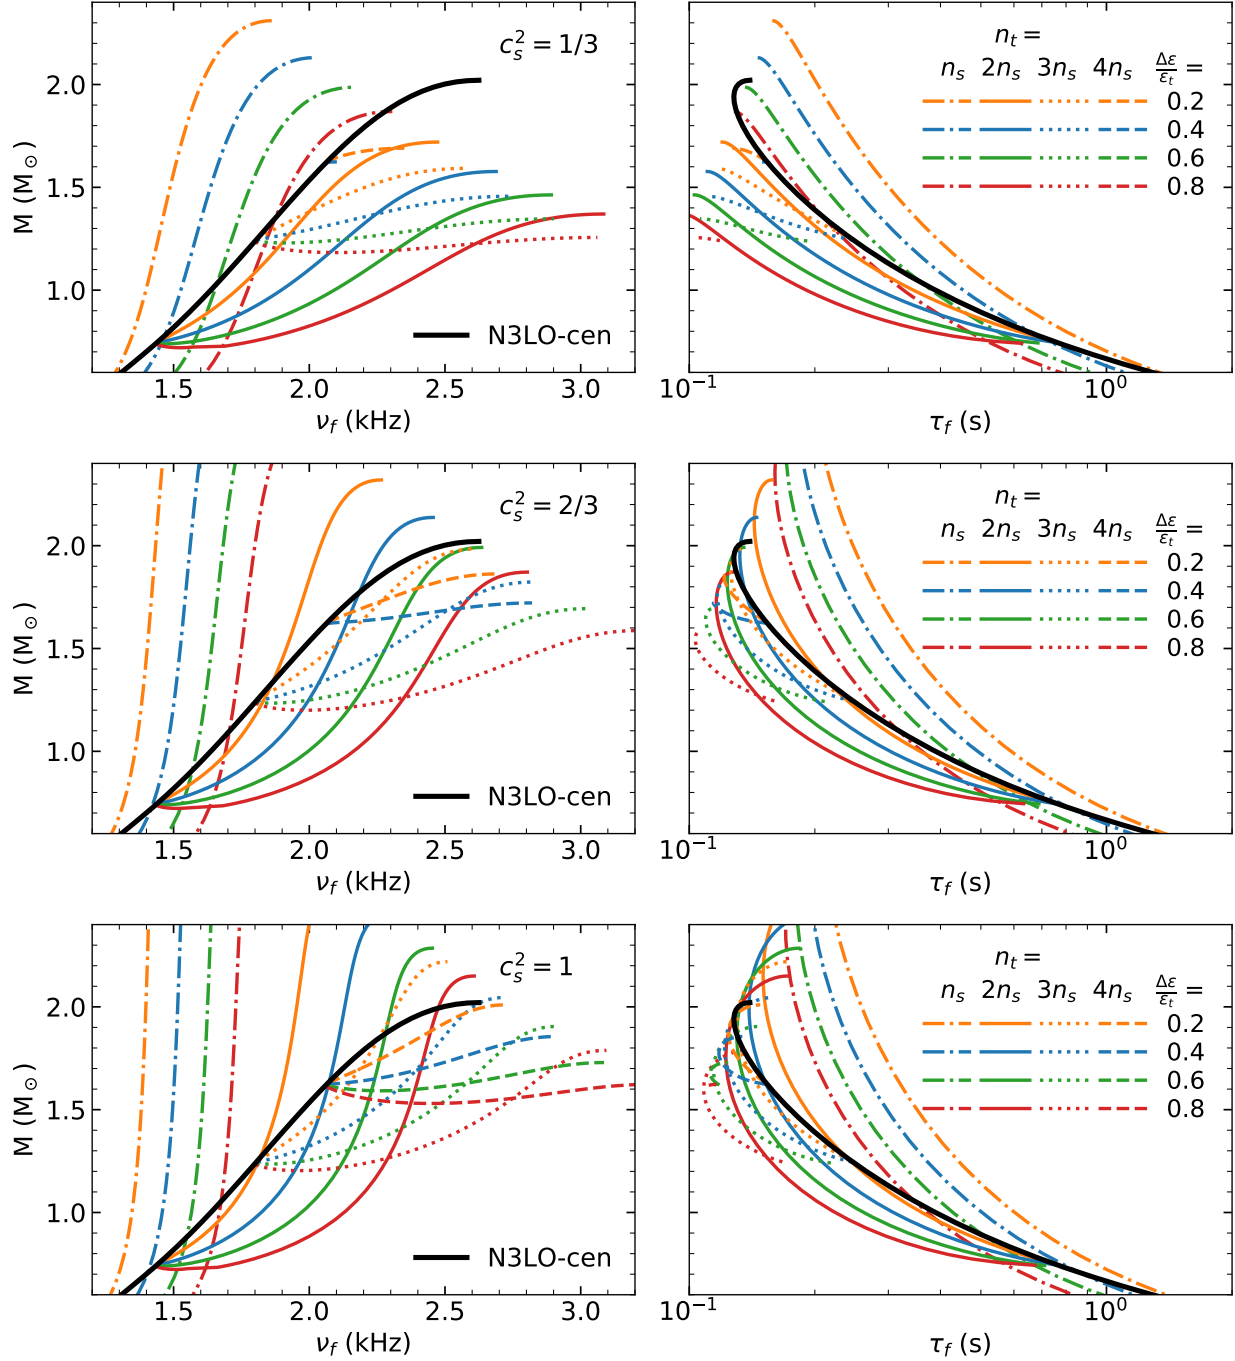 c_s^2 = 1/3
M (M_⊙)
2.0
1.5
1.0
N3LO-cen
1.5 2.0 2.5 3.0
ν_f (kHz)
n_t =
n_s 2n_s 3n_s 4n_s Δε/ε_t =
0.2
0.4
0.6
0.8
10^{-1} 10^0
τ_f (s)
c_s^2 = 2/3
M (M_⊙)
2.0
1.5
1.0
N3LO-cen
1.5 2.0 2.5 3.0
ν_f (kHz)
n_t =
n_s 2n_s 3n_s 4n_s Δε/ε_t =
0.2
0.4
0.6
0.8
10^{-1} 10^0
τ_f (s)
c_s^2 = 1
M (M_⊙)
2.0
1.5
1.0
N3LO-cen
1.5 2.0 2.5 3.0
ν_f (kHz)
n_t =
n_s 2n_s 3n_s 4n_s Δε/ε_t =
0.2
0.4
0.6
0.8
10^{-1} 10^0
τ_f (s)